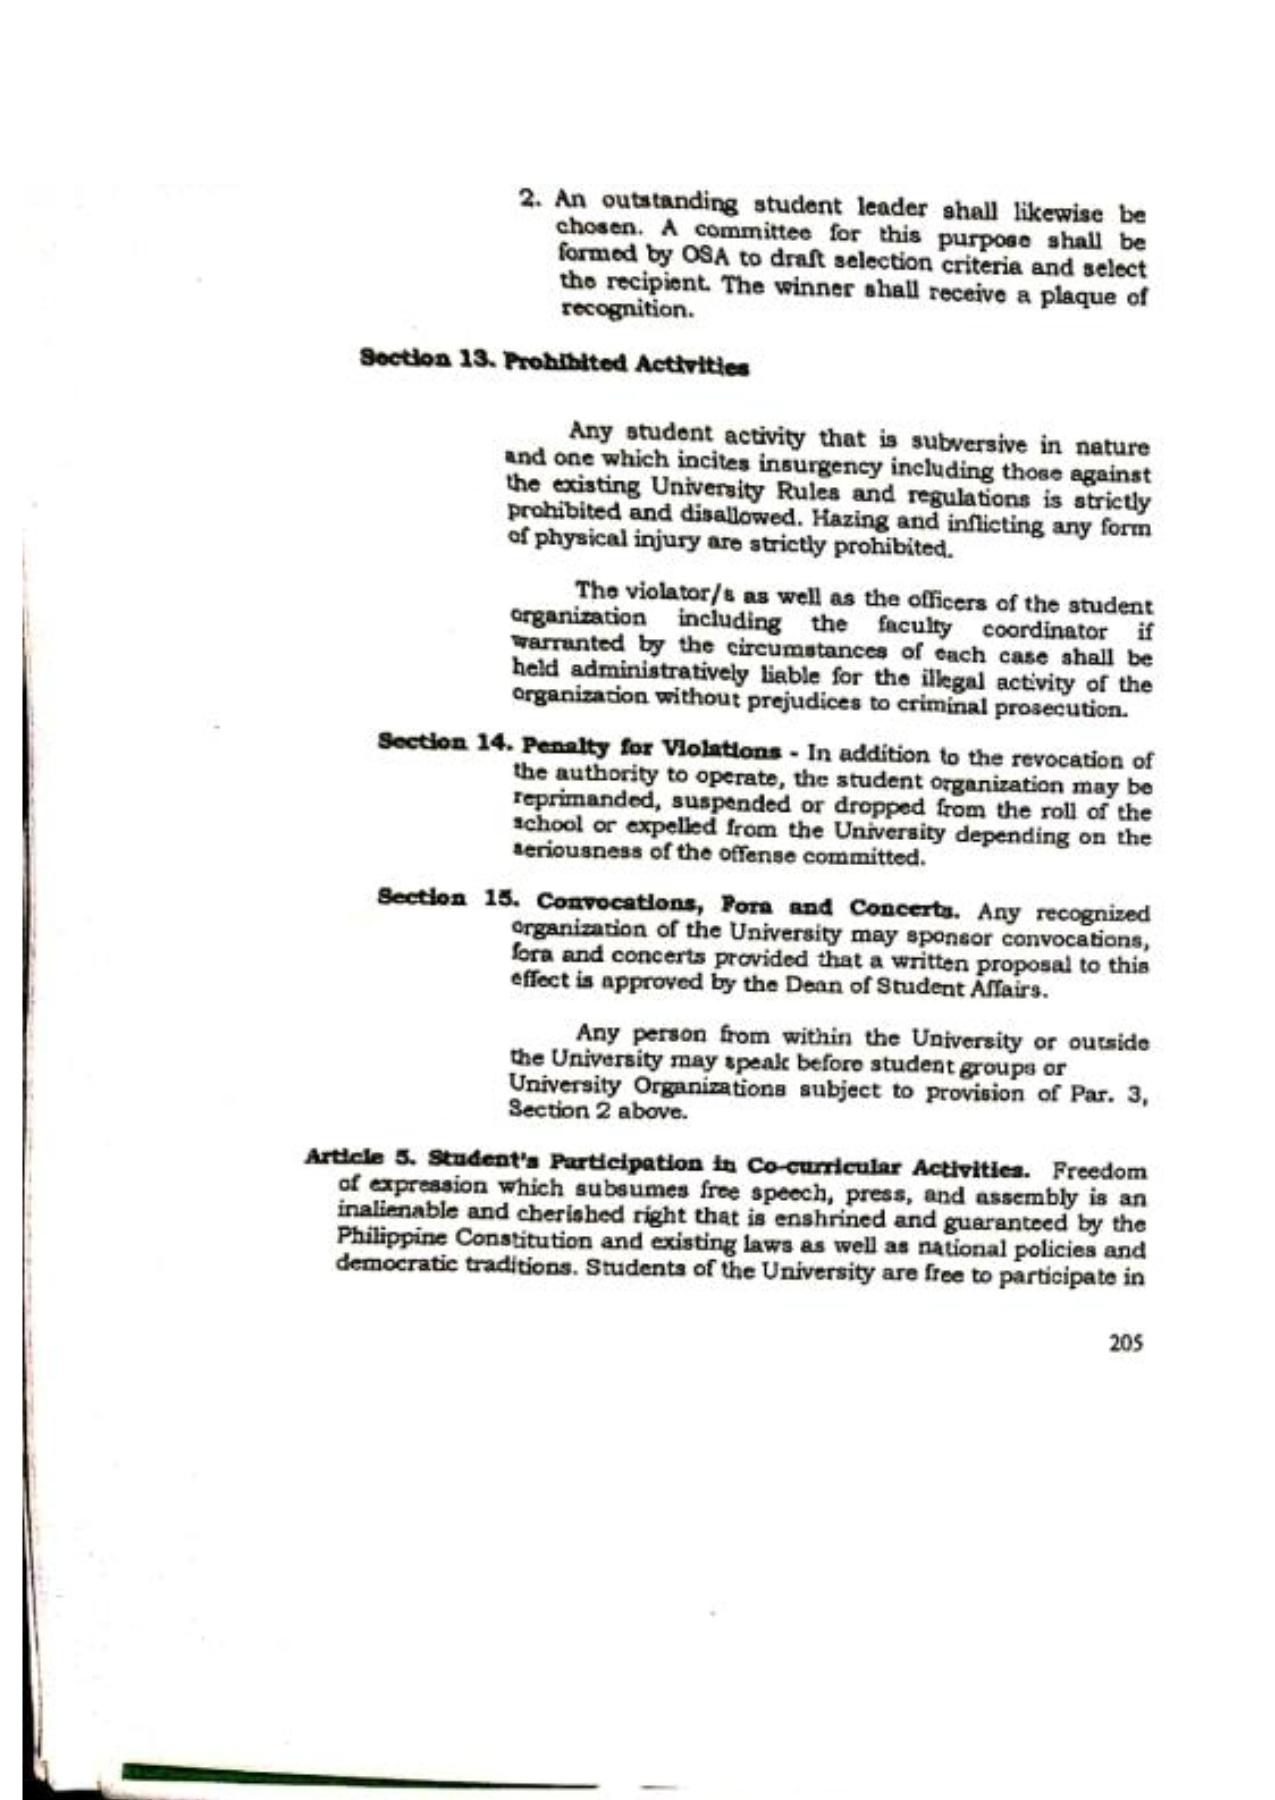 2. An outstanding student leader shall likewise be
chosen. A committee for this purpose shall be
formed by OSA to draft selection criteria and select
the recipient. The winner shall receive a plaque of
recognition.
Section 13. Prohibited Activities
Any student activity that is subversive in nature
and one which incites insurgency including those against
the existing University Rules and regulations is strictly
prohibited and disallowed. Hazing and inflicting any form
of physical injury are strictly prohibited.
The violator/s as well as the officers of the student
organization including the faculty coordinator if
warranted by the circumstances of each case shall be
held administratively liable for the illegal activity of the
organization without prejudices to criminal prosecution.
Section 14. Penalty for Violations - In addition to the revocation of
the authority to operate, the student organization may be
reprimanded, suspended or dropped from the roll of the
school or expelled from the University depending on the
seriousness of the offense committed.
Section 15. Convocations, Fora and Concerts. Any recognized
organization of the University may sponsor convocations,
fora and concerts provided that a written proposal to this
effect is approved by the Dean of Student Affairs.
Any person from within the University or outside
the University may speak before student groups or
University Organizations subject to provision of Par. 3,
Section 2 above.
Article 5. Student's Participation in Co-curricular Activities. Freedom
of expression which subsumes free speech, press, and assembly is an
inalienable and cherished right that is enshrined and guaranteed by the
Philippine Constitution and existing laws as well as national policies and
democratic traditions. Students of the University are free to participate in
205